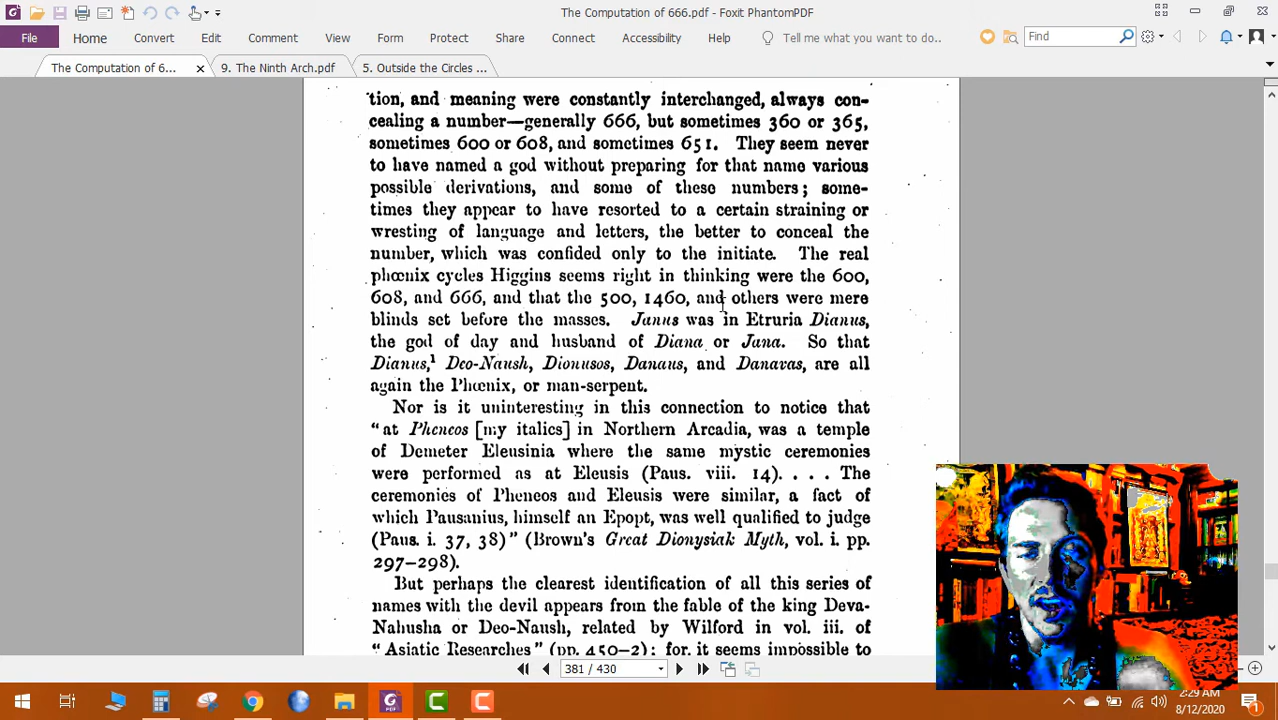 The Computation of 666.pdf - Foxit PhantomPDF
File Home Convert Edit Comment View Form Protect Share Connect Accessibility Help Tell me what you want to do.. Find
The Computation of 6... 9. The Ninth Arch.pdf 5. Outside the Circles ...
tion, and meaning were constantly interchanged, always con-
cealing a number—generally 666, but sometimes 360 or 365,
sometimes 600 or 608, and sometimes 651. They seem never
to have named a god without preparing for that name various
possible derivations, and some of these numbers; some-
times they appear to have resorted to a certain straining or
wresting of language and letters, the better to conceal the
number, which was confided only to the initiate. The real
phœnix cycles Higgins seems right in thinking were the 600,
608, and 666, and that the 500, 1460, and others were mere
blinds set before the masses. Janus was in Etruria Dianus,
the god of day and husband of Diana or Jana. So that
Dianus,¹ Deo-Naush, Dionusos, Danaus, and Danavas, are all
again the Phœnix, or man-serpent.
Nor is it uninteresting in this connection to notice that
“at Pheneos [my italics] in Northern Arcadia, was a temple
of Demeter Eleusinia where the same mystic ceremonies
were performed as at Eleusis (Paus. viii. 14). . . . The
ceremonies of Pheneos and Eleusis were similar, a fact of
which Pausanius, himself an Epopt, was well qualified to judge
(Paus. i. 37, 38)” (Brown's Great Dionysiak Myth, vol. i. pp.
297–298).
But perhaps the clearest identification of all this series of
names with the devil appears from the fable of the king Deva-
Nahusha or Deo-Naush, related by Wilford in vol. iii. of
“Asiatic Researches” (pp. 450–2); for, it seems impossible to
381 / 430
2:29 AM
8/12/2020